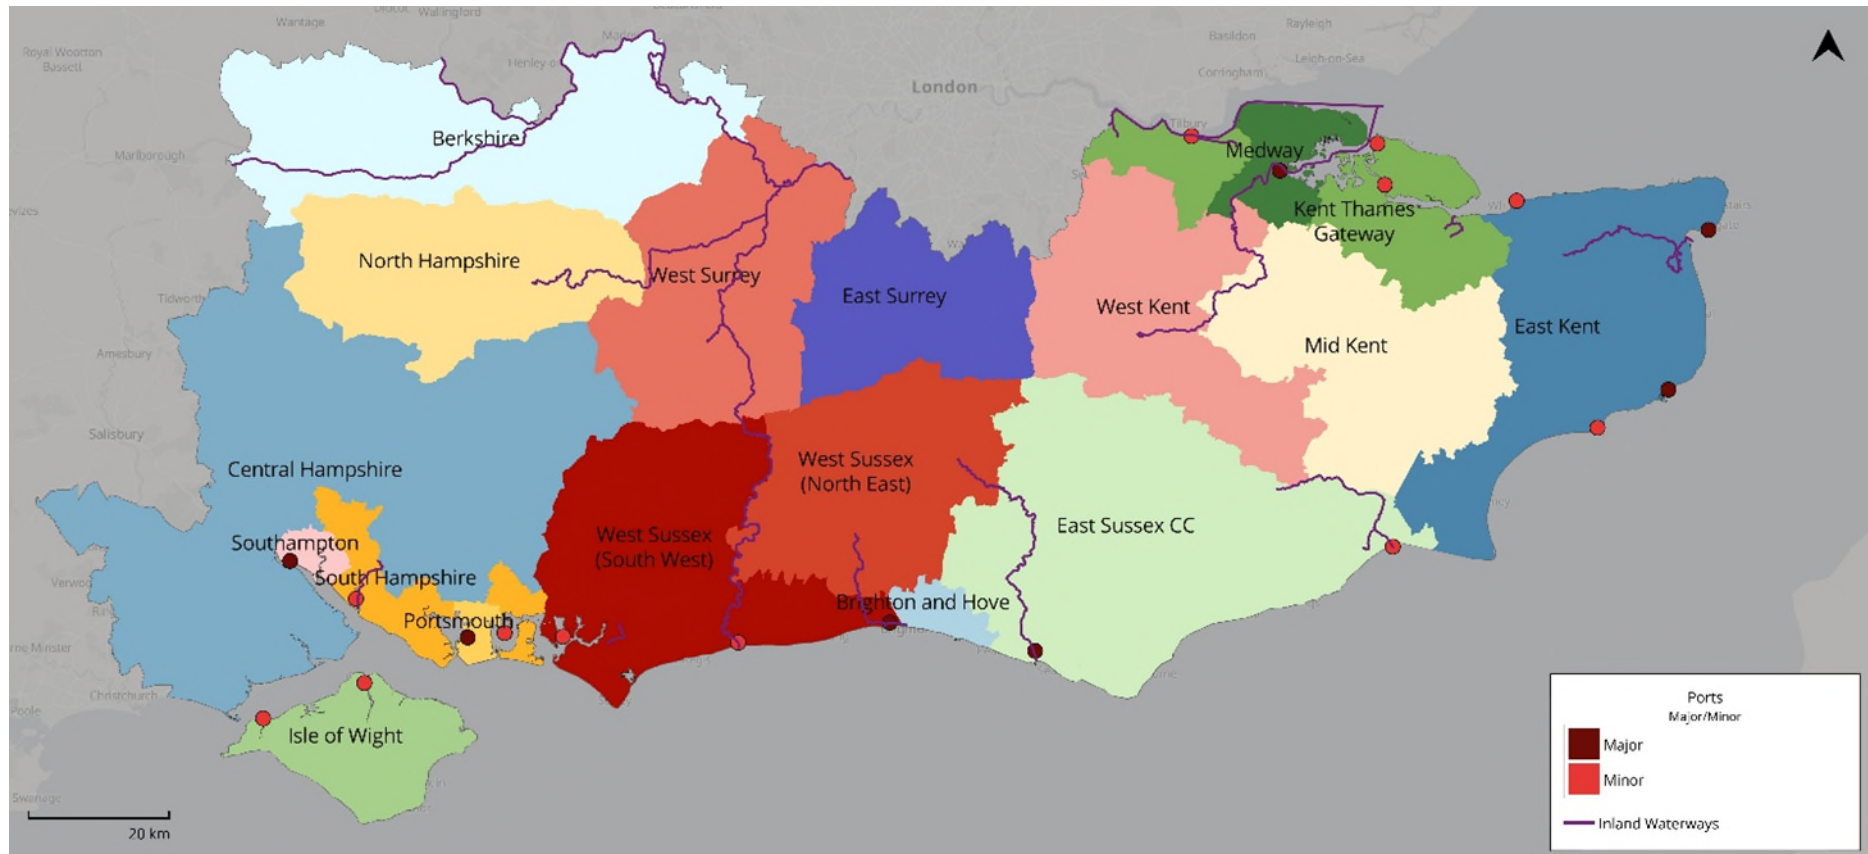 Wantage
Wallingford
Royal Wootton
Bassett
Henley-on
London
Rayleigh
Basildon
Leigh-on-Sea
Corringham
Marlborough
Berkshire
Tilbury
Medway
Kent Thames
Gateway
North Hampshire
West Surrey
East Surrey
West Kent
Mid Kent
East Kent
Tidworth
Amesbury
Salisbury
Central Hampshire
West Sussex
(North East)
East Sussex CC
West Sussex
(South West)
Southampton
South Hampshire
Portsmouth
Brighton and Hove
Verwood
Christchurch
Poole
Isle of Wight
Swanage
20 km
Ports
Major/Minor
Major
Minor
Inland Waterways